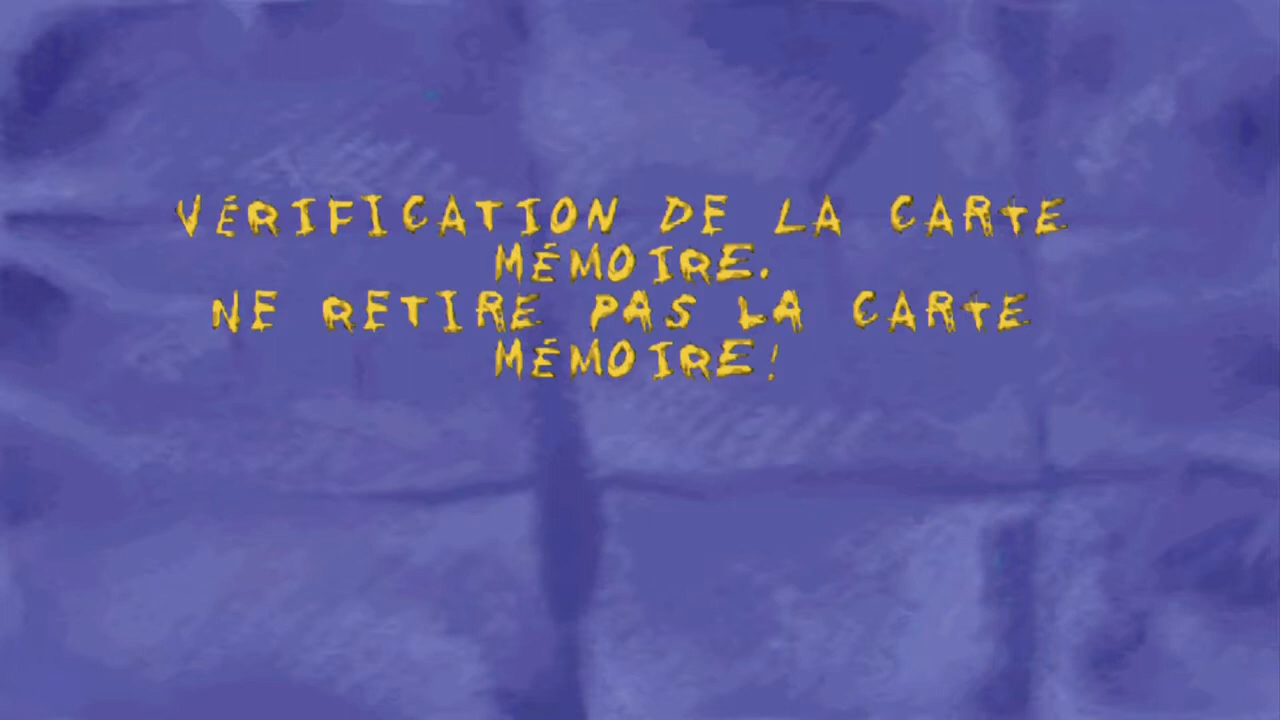 VÉRIFICATION DE LA CARTE
MÉMOIRE.
NE RETIRE PAS LA CARTE
MÉMOIRE!